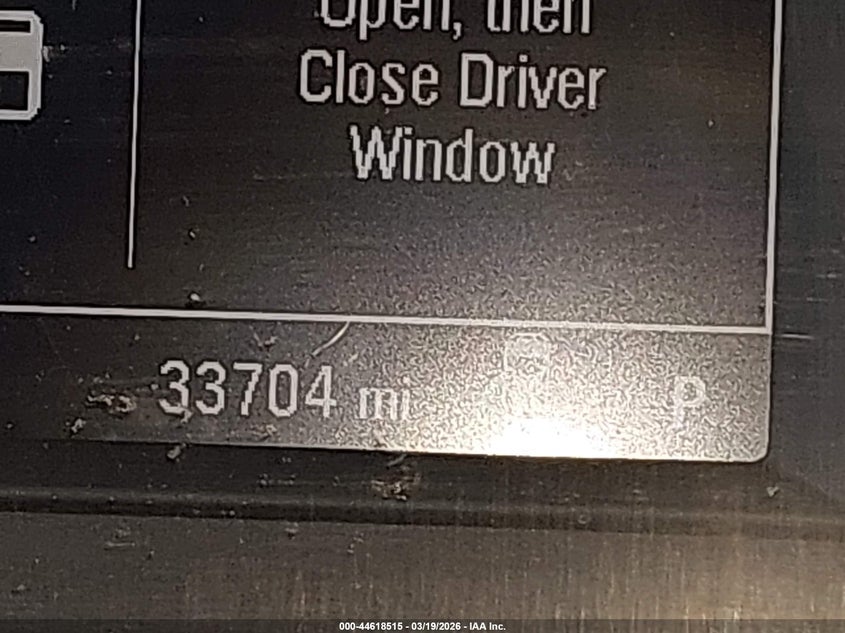 Open, then
Close Driver
Window
33704 mi
P
000-44618515 - 03/19/2026 - IAA Inc.